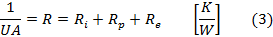 1/UA = R = R_i + R_p + R_e [K/W] (3)